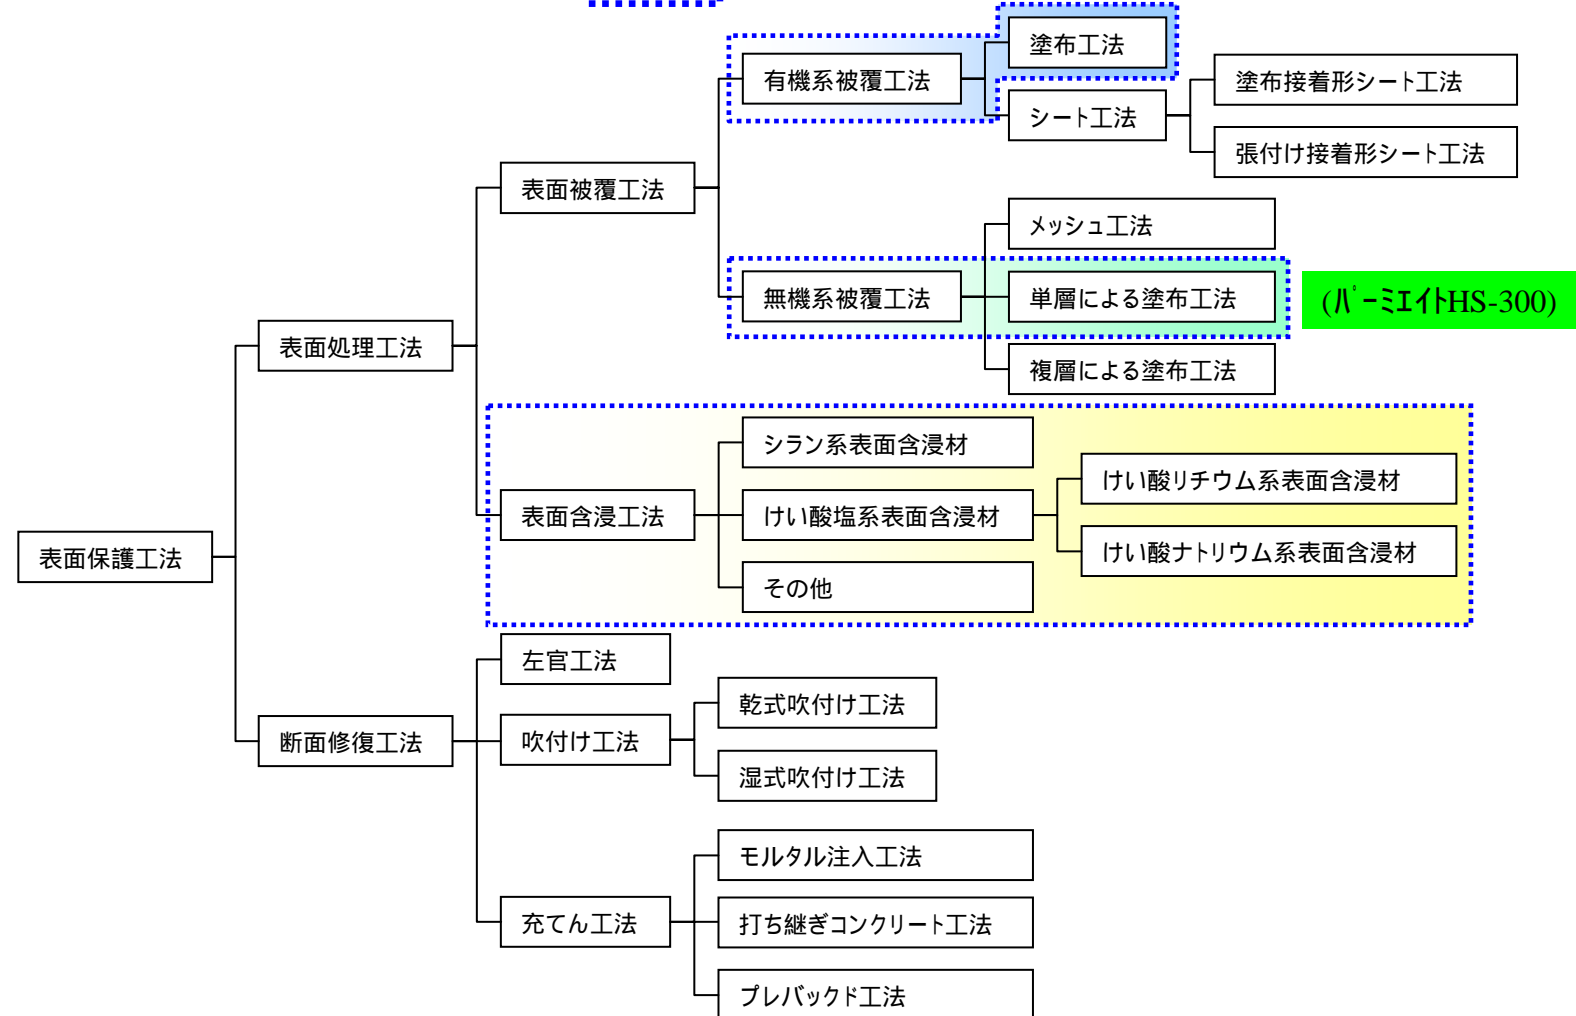 塗布工法
有機系被覆工法
塗布接着形シート工法
シート工法
張付け接着形シート工法
表面被覆工法
メッシュ工法
無機系被覆工法
単層による塗布工法
(ﾊﾟｰﾐｴｲﾄHS-300)
表面処理工法
複層による塗布工法
シラン系表面含浸材
けい酸リチウム系表面含浸材
表面含浸工法
けい酸塩系表面含浸材
けい酸ナトリウム系表面含浸材
表面保護工法
その他
左官工法
乾式吹付け工法
断面修復工法
吹付け工法
湿式吹付け工法
モルタル注入工法
充てん工法
打ち継ぎコンクリート工法
プレパックド工法